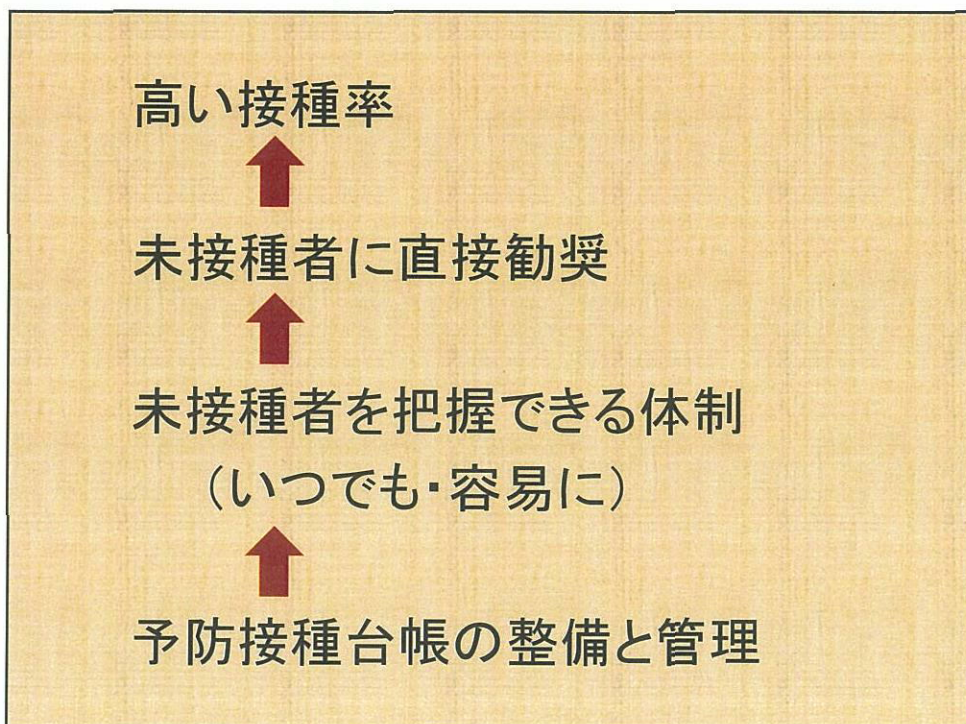 高い接種率
未接種者に直接勧奨
未接種者を把握できる体制
（いつでも・容易に）
予防接種台帳の整備と管理